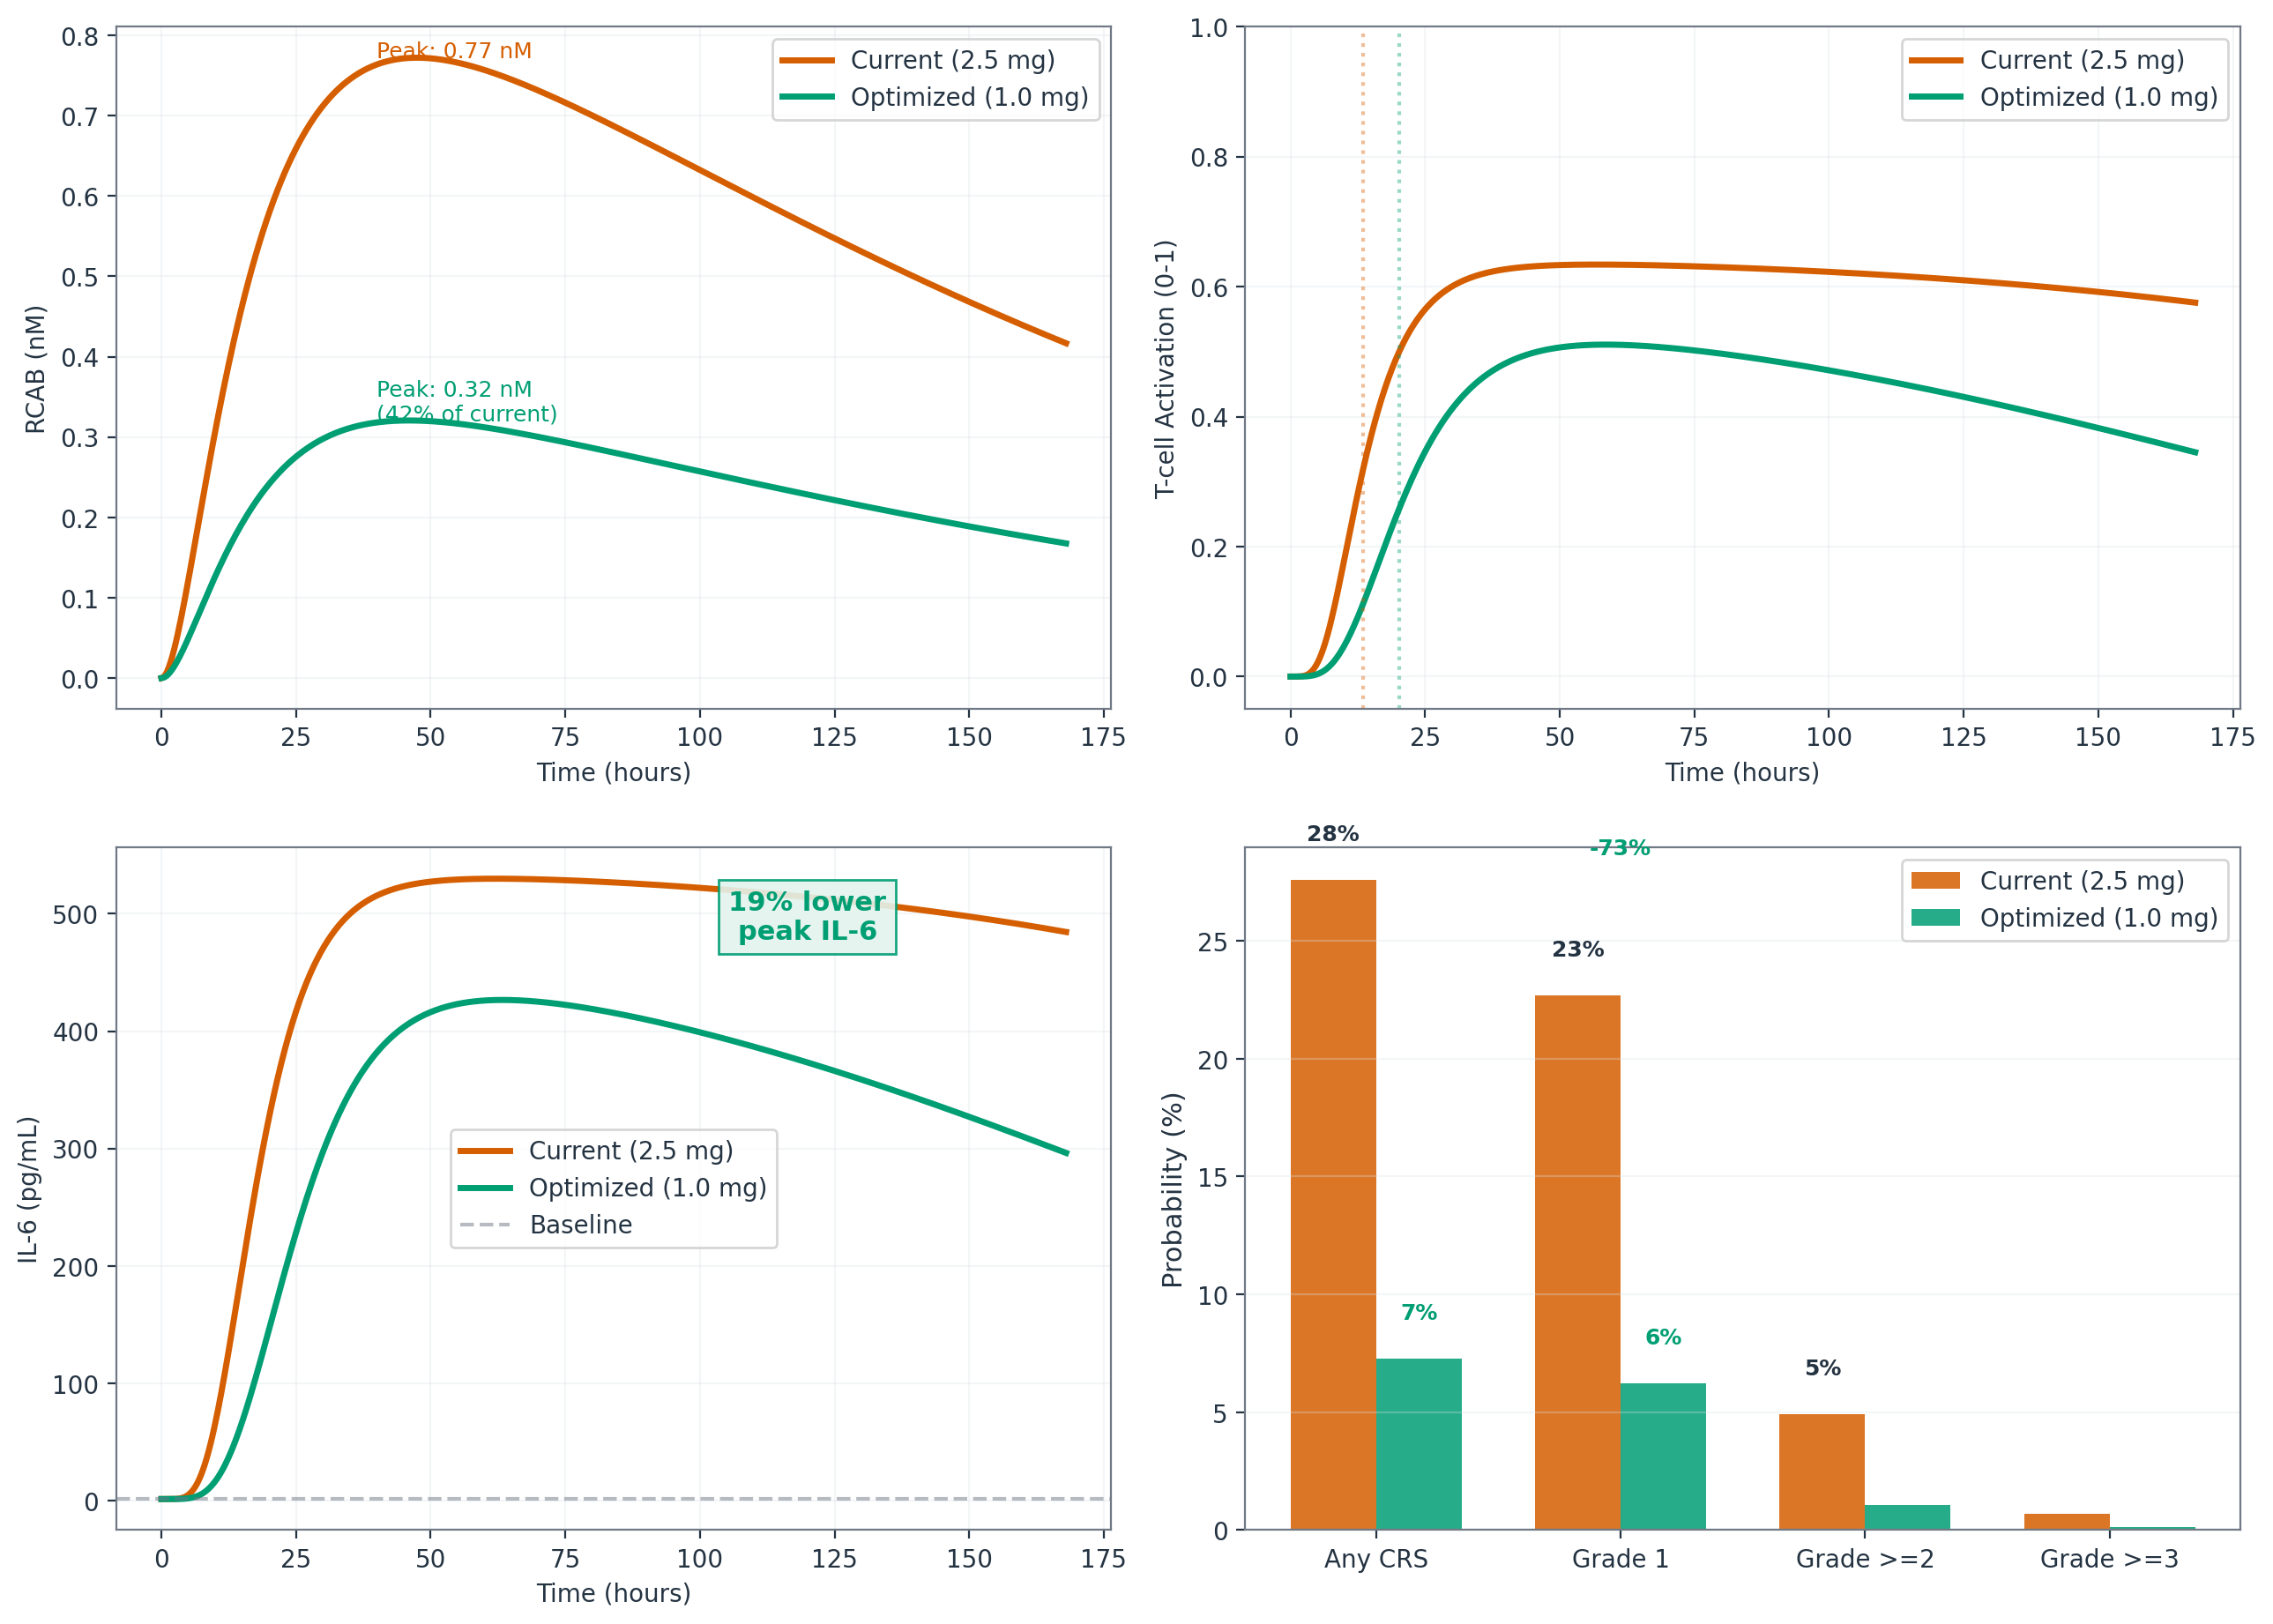 0.8
0.7
0.6
0.5
0.4
0.3
0.2
0.1
0.0
RCAB (nM)
Peak: 0.77 nM
Peak: 0.32 nM
(42% of current)
Current (2.5 mg)
Optimized (1.0 mg)
0 25 50 75 100 125 150 175
Time (hours)
1.0
0.8
0.6
0.4
0.2
0.0
T-cell Activation (0-1)
Current (2.5 mg)
Optimized (1.0 mg)
0 25 50 75 100 125 150 175
Time (hours)
500
400
300
200
100
0
IL-6 (pg/mL)
19% lower
peak IL-6
Current (2.5 mg)
Optimized (1.0 mg)
Baseline
0 25 50 75 100 125 150 175
Time (hours)
25
20
15
10
5
0
Probability (%)
28%
-73%
23%
7%
6%
5%
Current (2.5 mg)
Optimized (1.0 mg)
Any CRS Grade 1 Grade >=2 Grade >=3